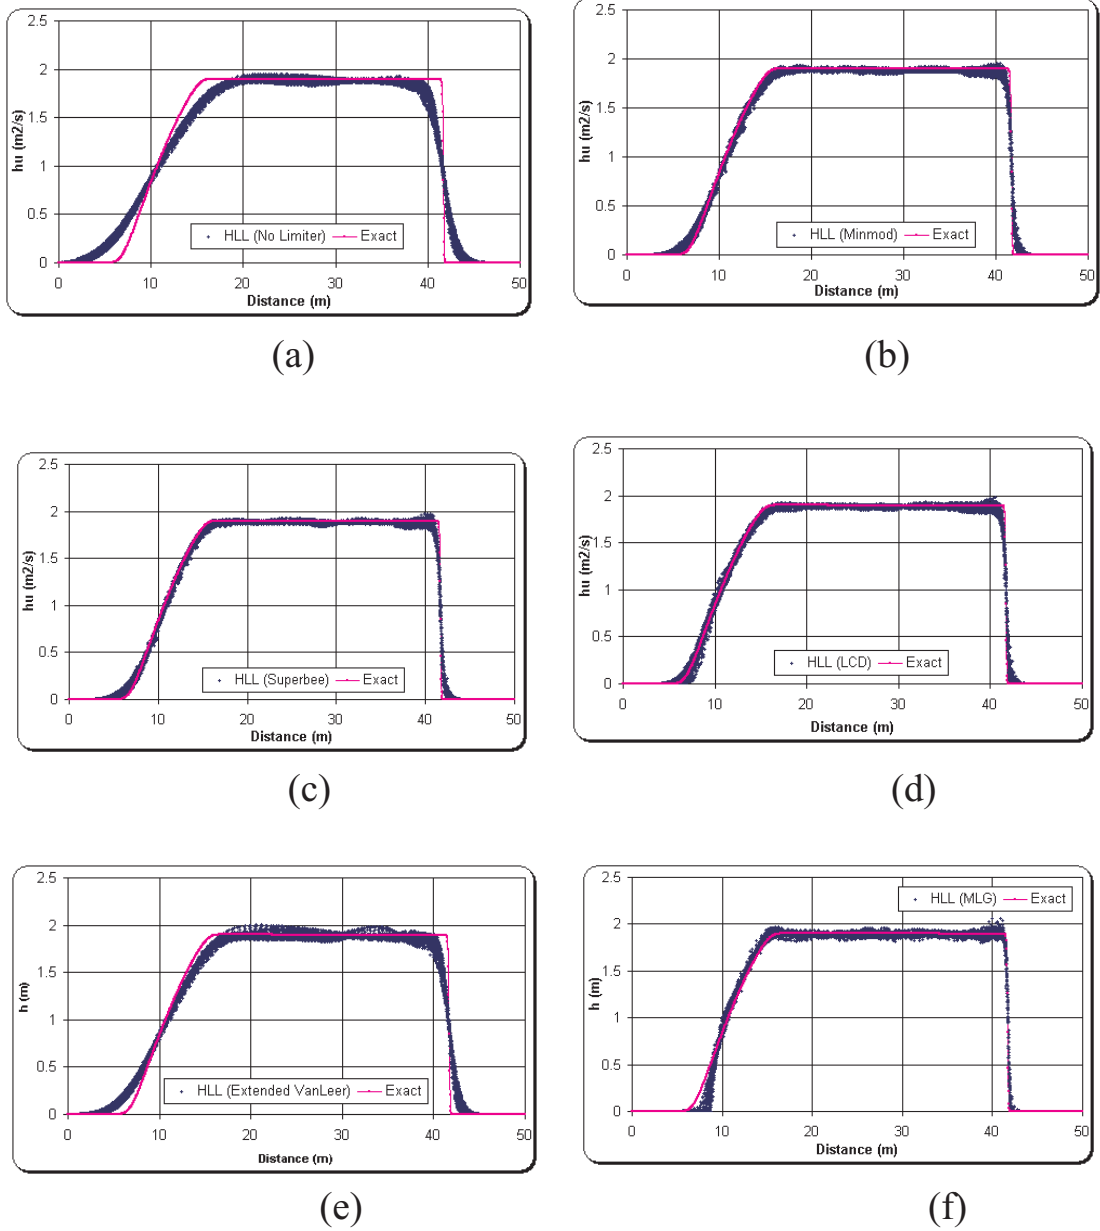 2.5
2
1.5
1
0.5
0
hu (m2/s)
HLL (No Limiter) Exact
0 10 20 30 40 50
Distance (m)
(a)
2.5
2
1.5
1
0.5
0
hu (m2/s)
HLL (Minmod) Exact
0 10 20 30 40 50
Distance (m)
(b)
2.5
2
1.5
1
0.5
0
hu (m2/s)
HLL (Superbee) Exact
0 10 20 30 40 50
Distance (m)
(c)
2.5
2
1.5
1
0.5
0
hu (m2/s)
HLL (LCD) Exact
0 10 20 30 40 50
Distance (m)
(d)
2.5
2
1.5
1
0.5
0
h (m)
HLL (Extended VanLeer) Exact
0 10 20 30 40 50
Distance (m)
(e)
2.5
2
1.5
1
0.5
0
h (m)
HLL (MLG) Exact
0 10 20 30 40 50
Distance (m)
(f)